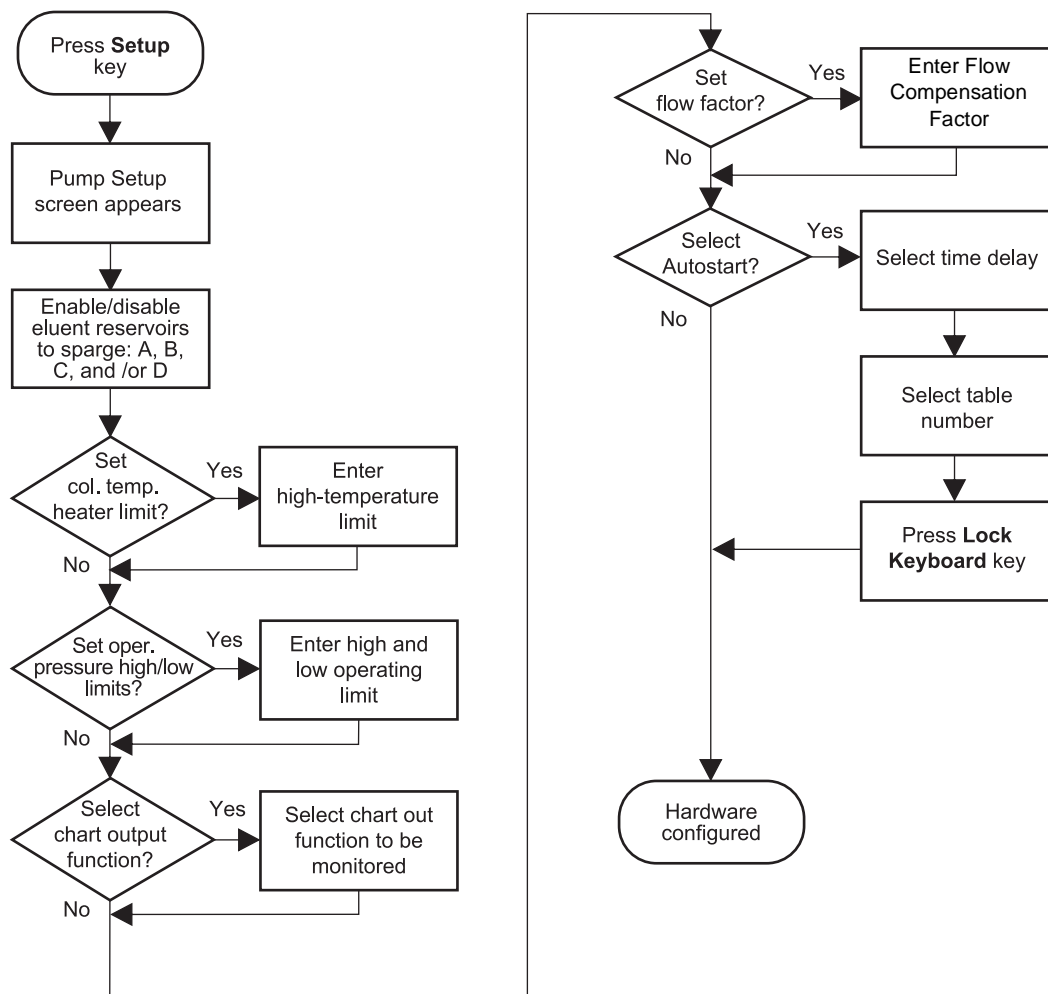 Press Setup
key
Pump Setup
screen appears
Enable/disable
eluent reservoirs
to sparge: A, B,
C, and /or D
Set
col. temp.
heater limit?
Yes
Enter
high-temperature
limit
No
Set oper.
pressure high/low
limits?
Yes
Enter high and
low operating
limit
No
Select
chart output
function?
Yes
Select chart out
function to be
monitored
No
Set
flow factor?
Yes
Enter Flow
Compensation
Factor
No
Select
Autostart?
Yes
Select time delay
No
Select table
number
Press Lock
Keyboard key
Hardware
configured